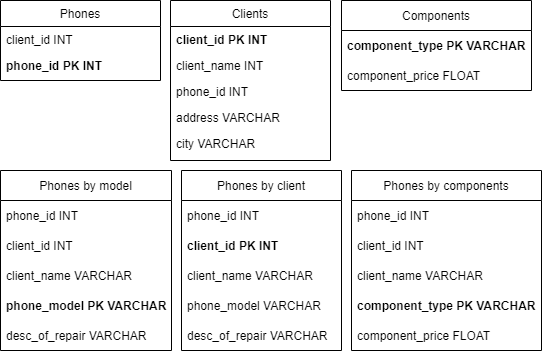 Phones
client_id INT
phone_id PK INT
Clients
client_id PK INT
client_name INT
phone_id INT
address VARCHAR
city VARCHAR
Components
component_type PK VARCHAR
component_price FLOAT
Phones by model
phone_id INT
client_id INT
client_name VARCHAR
phone_model PK VARCHAR
desc_of_repair VARCHAR
Phones by client
phone_id INT
client_id PK INT
client_name VARCHAR
phone_model VARCHAR
desc_of_repair VARCHAR
Phones by components
phone_id INT
client_id INT
client_name VARCHAR
component_type PK VARCHAR
component_price FLOAT